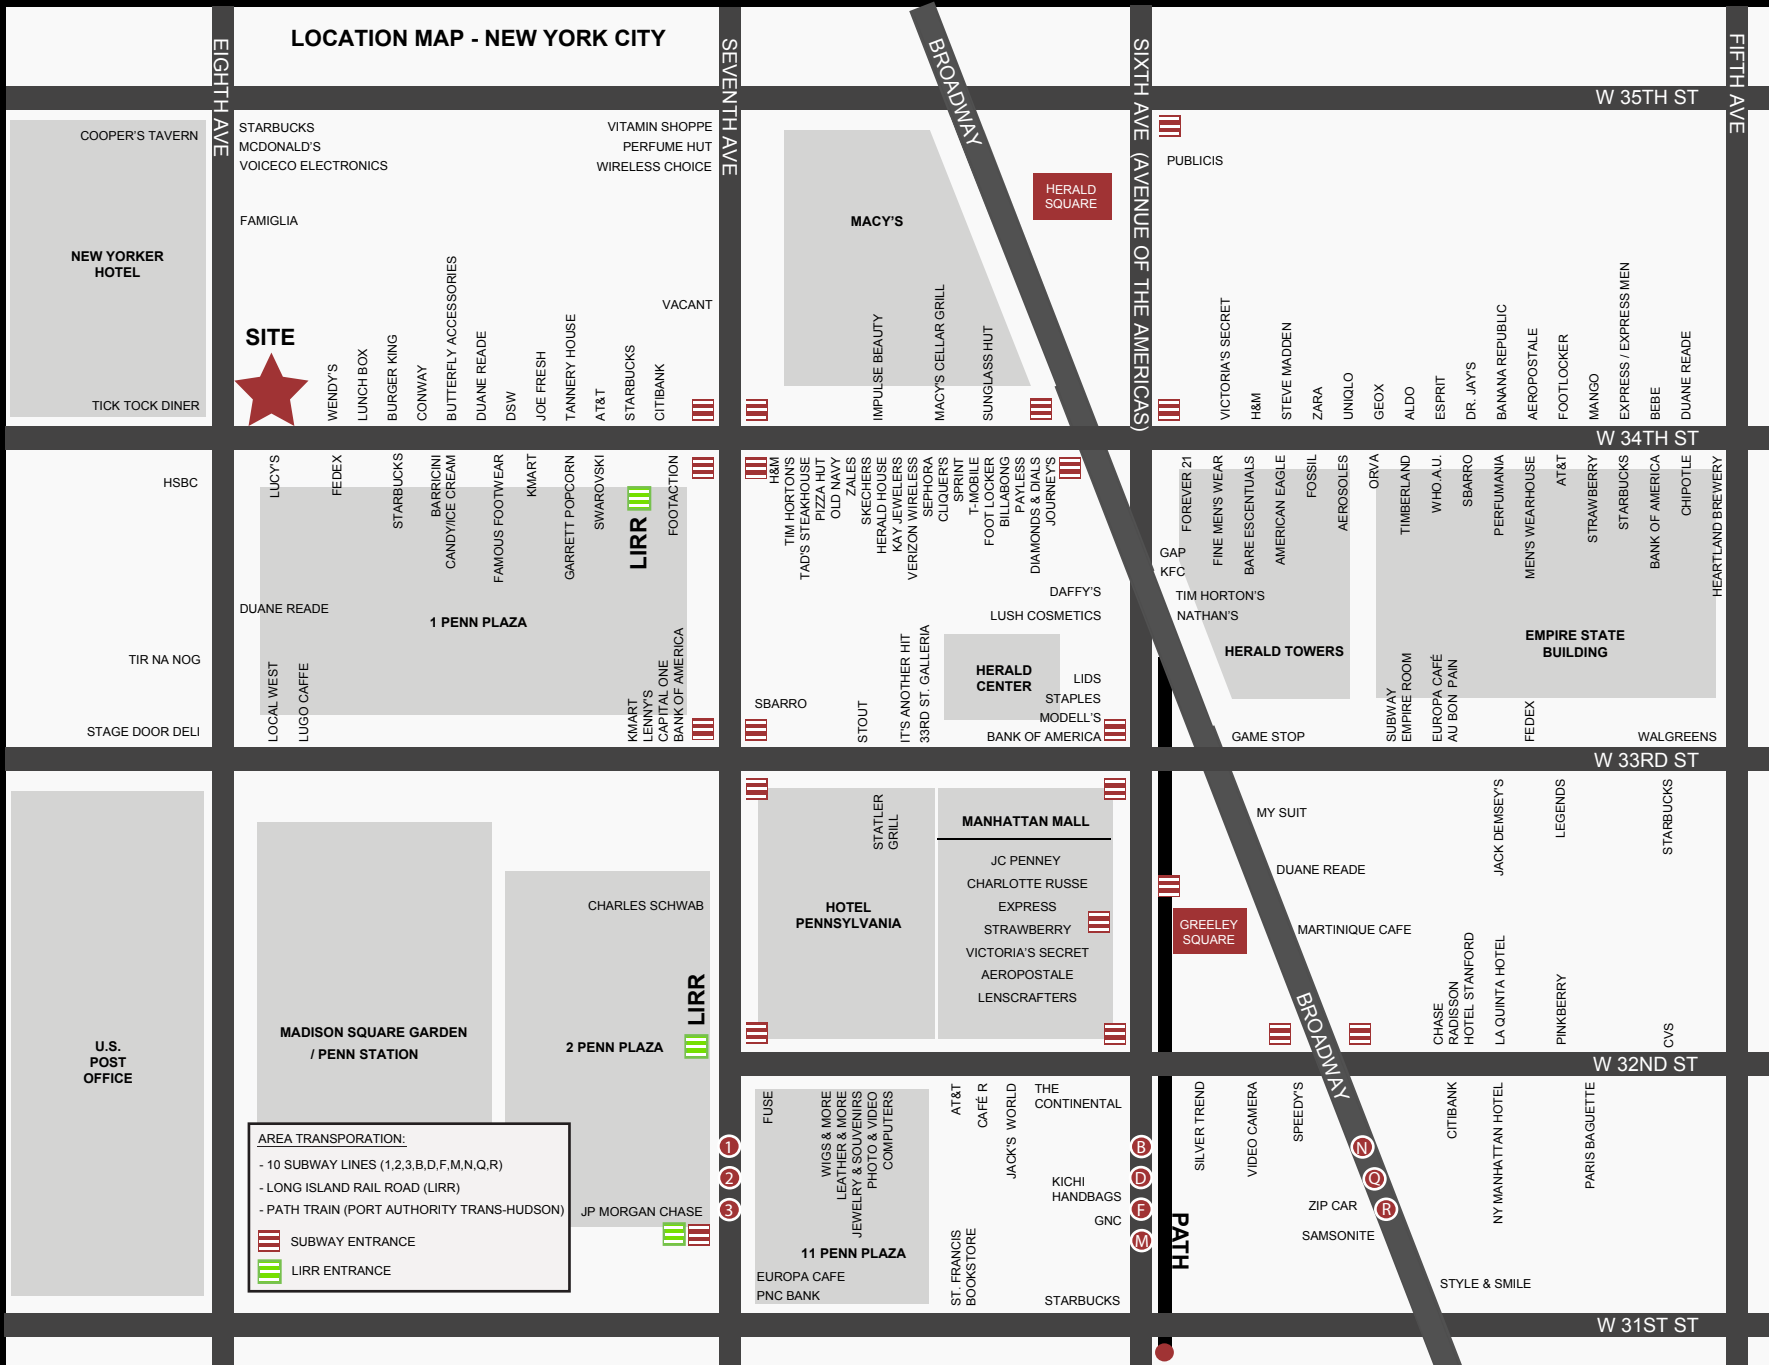 LOCATION MAP - NEW YORK CITY
EIGHTH AVE
SEVENTH AVE
BROADWAY
SIXTH AVE (AVENUE OF THE AMERICAS)
FIFTH AVE
W 35TH ST
COOPER'S TAVERN
NEW YORKER
HOTEL
TICK TOCK DINER
STARBUCKS
MCDONALD'S
VOICECO ELECTRONICS
FAMIGLIA
VITAMIN SHOPPE
PERFUME HUT
WIRELESS CHOICE
VACANT
SITE
WENDY'S
LUNCH BOX
BURGER KING
CONWAY
BUTTERFLY ACCESSORIES
DUANE READE
DSW
JOE FRESH
TANNERY HOUSE
AT&T
STARBUCKS
CITIBANK
MACY'S
IMPULSE BEAUTY
MACY'S CELLAR GRILL
SUNGLASS HUT
HERALD
SQUARE
PUBLICIS
VICTORIA'S SECRET
H&M
STEVE MADDEN
ZARA
UNIQLO
GEOX
ALDO
ESPRIT
DR. JAY'S
BANANA REPUBLIC
AEROPOSTALE
FOOTLOCKER
MANGO
EXPRESS / EXPRESS MEN
BEBE
DUANE READE
W 34TH ST
HSBC
TIR NA NOG
STAGE DOOR DELI
LUCY'S
FEDEX
STARBUCKS
BARRICINI
CANDY/ICE CREAM
FAMOUS FOOTWEAR
KMART
GARRETT POPCORN
SWAROVSKI
LIRR
FOOTACTION
DUANE READE
1 PENN PLAZA
LOCAL WEST
LUGO CAFFE
KMART
LENNY'S
CAPITAL ONE
BANK OF AMERICA
H&M
TIM HORTON'S
TAD'S STEAKHOUSE
PIZZA HUT
OLD NAVY
ZALES
SKECHERS
HERALD HOUSE
KAY JEWELERS
VERIZON WIRELESS
SEPHORA
CLIQUER'S
SPRINT
T-MOBILE
FOOT LOCKER
BILLABONG
PAYLESS
DIAMONDS & DIALS
JOURNEY'S
DAFFY'S
LUSH COSMETICS
HERALD
CENTER
LIDS
STAPLES
MODELL'S
BANK OF AMERICA
SBARRO
STOUT
IT'S ANOTHER HIT
33RD ST. GALLERIA
FOREVER 21
FINE MEN'S WEAR
BARE ESCENTUALS
AMERICAN EAGLE
FOSSIL
AEROSOLES
ORVA
TIMBERLAND
WHO.A.U.
SBARRO
PERFUMANIA
MEN'S WEARHOUSE
AT&T
STRAWBERRY
STARBUCKS
BANK OF AMERICA
CHIPOTLE
HEARTLAND BREWERY
GAP
KFC
TIM HORTON'S
NATHAN'S
HERALD TOWERS
EMPIRE STATE
BUILDING
GAME STOP
SUBWAY
EMPIRE ROOM
EUROPA CAFÉ
AU BON PAIN
FEDEX
WALGREENS
W 33RD ST
U.S.
POST
OFFICE
MADISON SQUARE GARDEN
/ PENN STATION
CHARLES SCHWAB
LIRR
2 PENN PLAZA
JP MORGAN CHASE
STATLER
GRILL
HOTEL
PENNSYLVANIA
MANHATTAN MALL
JC PENNEY
CHARLOTTE RUSSE
EXPRESS
STRAWBERRY
VICTORIA'S SECRET
AEROPOSTALE
LENSCRAFTERS
GREELEY
SQUARE
MY SUIT
DUANE READE
MARTINIQUE CAFE
BROADWAY
JACK DEMSEY'S
LEGENDS
STARBUCKS
CHASE
RADISSON
HOTEL STANFORD
LA QUINTA HOTEL
PINKBERRY
CVS
W 32ND ST
AREA TRANSPORATION:
- 10 SUBWAY LINES (1,2,3,B,D,F,M,N,Q,R)
- LONG ISLAND RAIL ROAD (LIRR)
- PATH TRAIN (PORT AUTHORITY TRANS-HUDSON)
SUBWAY ENTRANCE
LIRR ENTRANCE
1
2
3
FUSE
WIGS & MORE
LEATHER & MORE
JEWELRY & SOUVENIRS
PHOTO & VIDEO
COMPUTERS
11 PENN PLAZA
EUROPA CAFE
PNC BANK
AT&T
CAFÉ R
JACK'S WORLD
THE
CONTINENTAL
KICHI
HANDBAGS
GNC
ST. FRANCIS
BOOKSTORE
STARBUCKS
B
D
F
M
PATH
SILVER TREND
VIDEO CAMERA
SPEEDY'S
N
Q
R
ZIP CAR
SAMSONITE
CITIBANK
NY MANHATTAN HOTEL
PARIS BAGUETTE
STYLE & SMILE
W 31ST ST